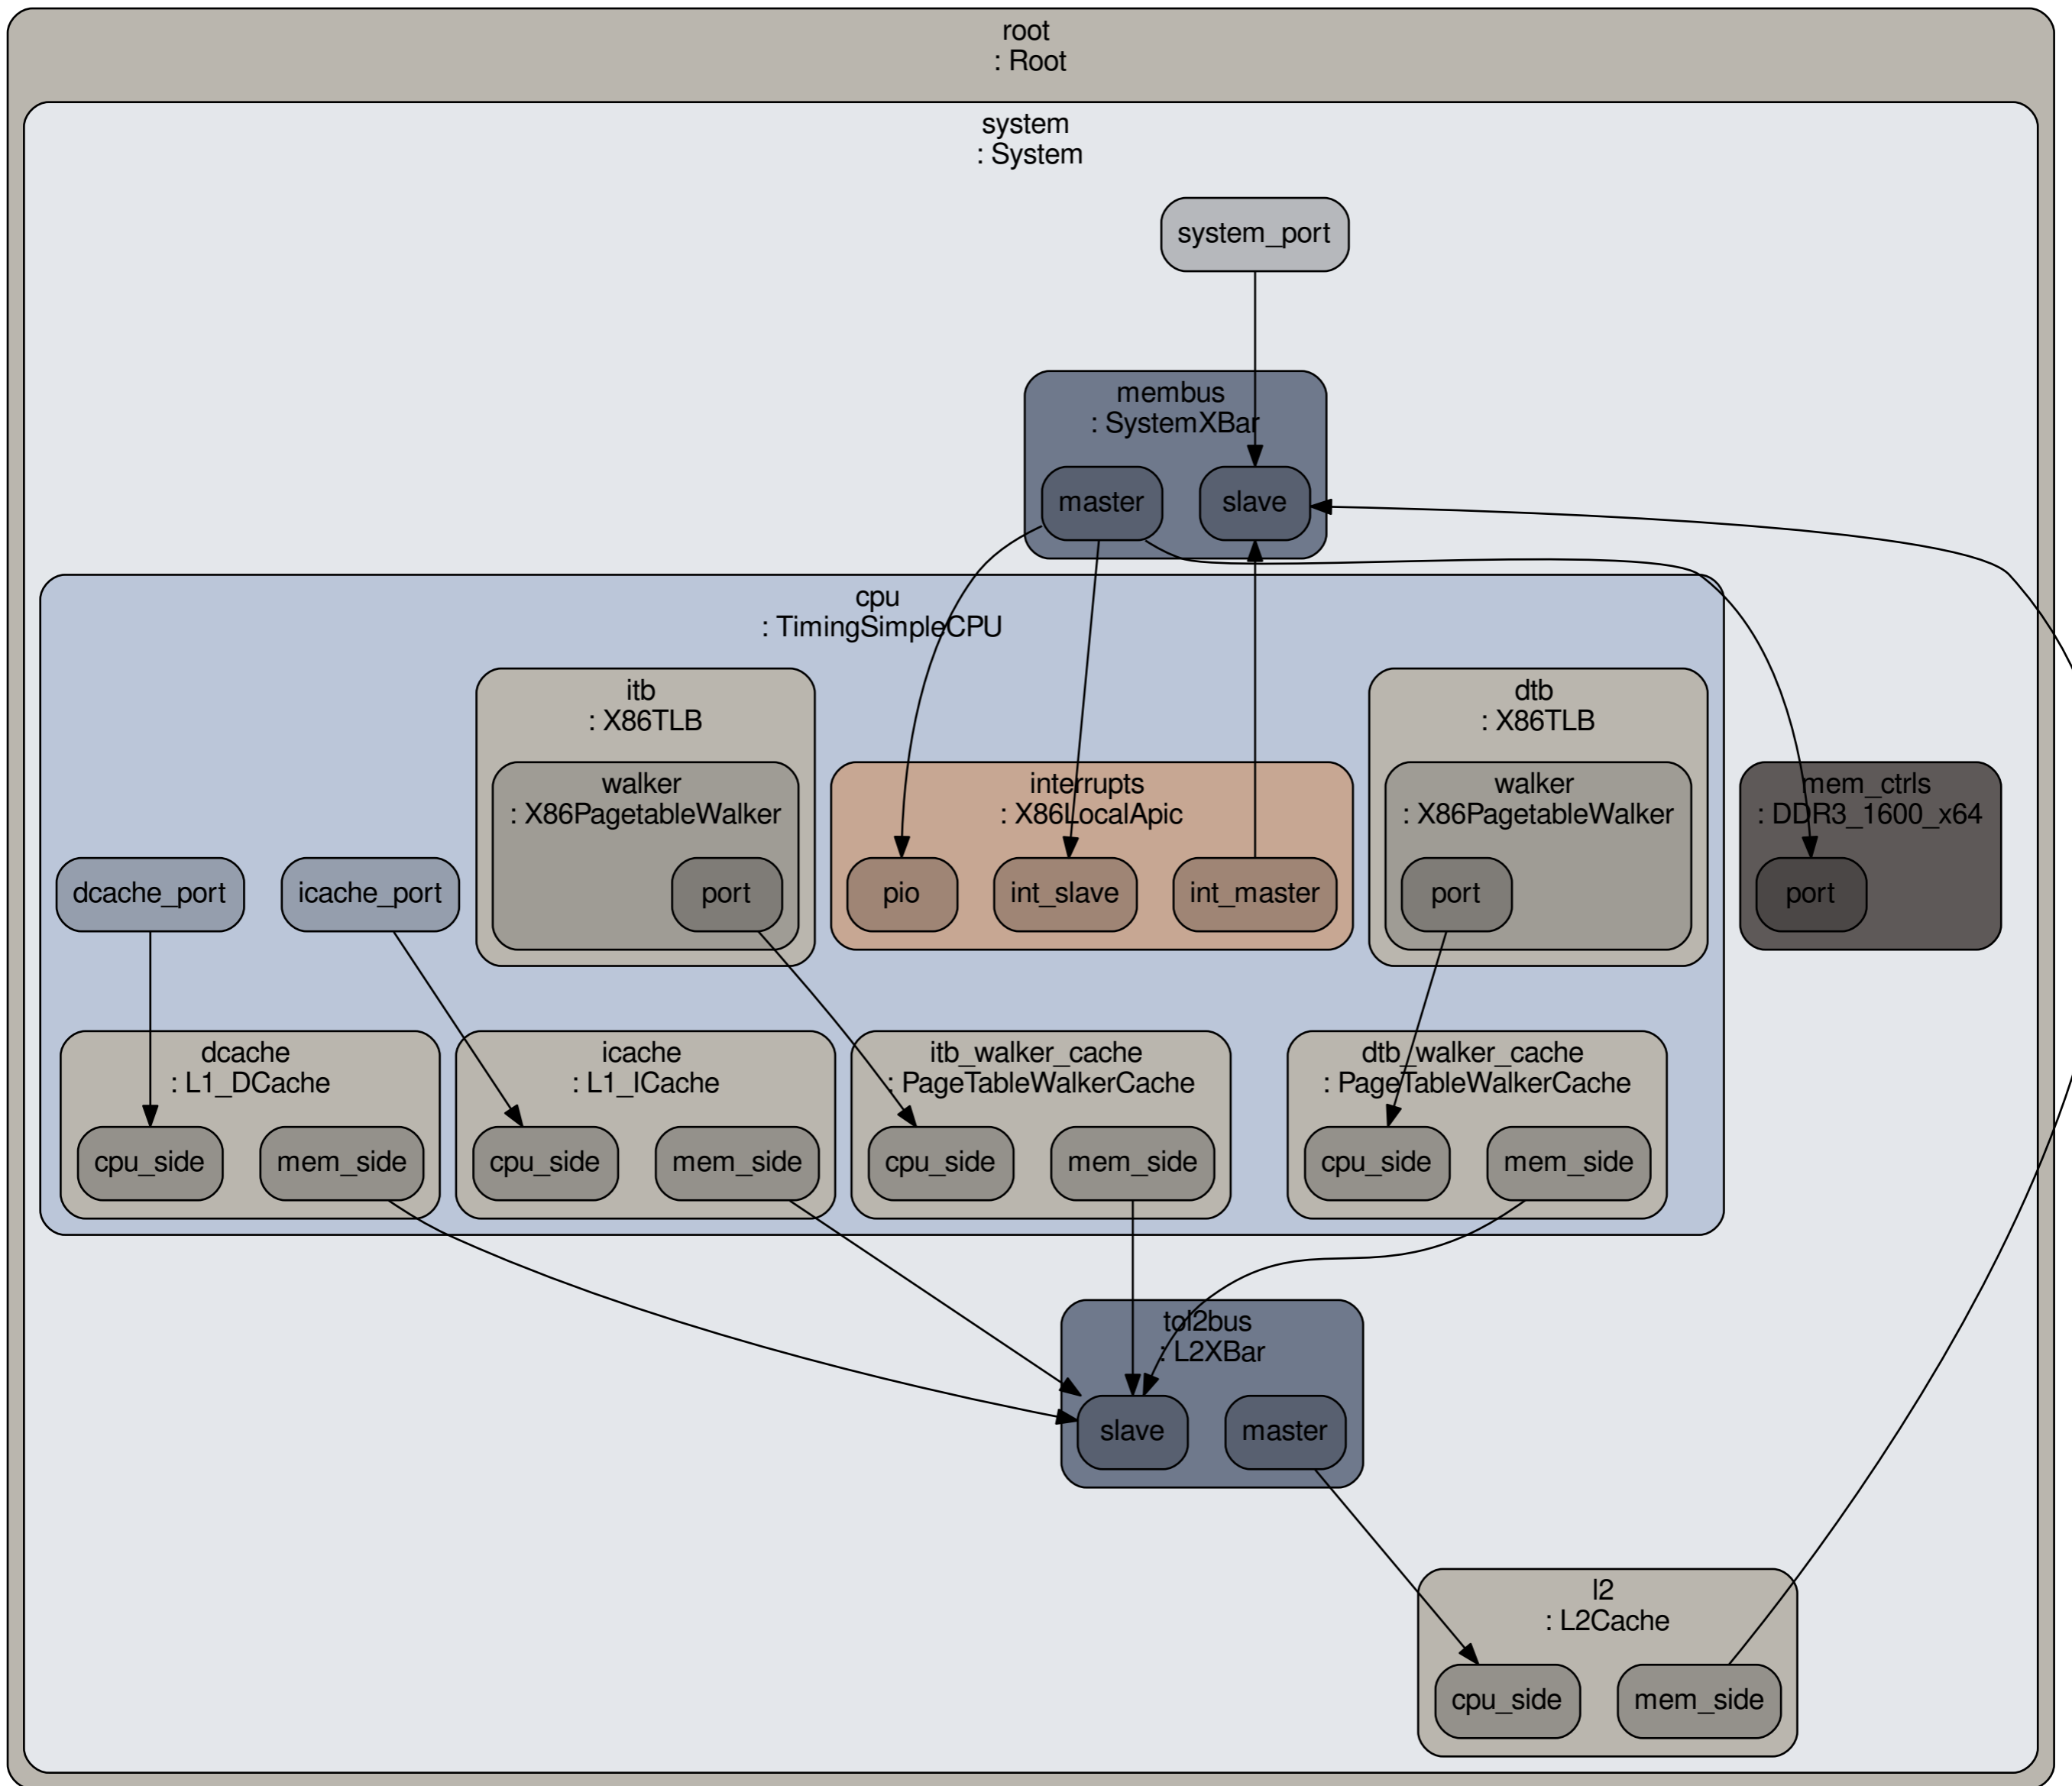 root
: Root
system
: System
system_port
membus
: SystemXBar
master
slave
cpu
: TimingSimpleCPU
itb
: X86TLB
dtb
: X86TLB
walker
: X86PagetableWalker
interrupts
: X86LocalApic
walker
: X86PagetableWalker
mem_ctrls
: DDR3_1600_x64
dcache_port
icache_port
port
pio
int_slave
int_master
port
port
dcache
: L1_DCache
icache
: L1_ICache
itb_walker_cache
: PageTableWalkerCache
dtb_walker_cache
: PageTableWalkerCache
cpu_side
mem_side
cpu_side
mem_side
cpu_side
mem_side
cpu_side
mem_side
tol2bus
: L2XBar
slave
master
l2
: L2Cache
cpu_side
mem_side